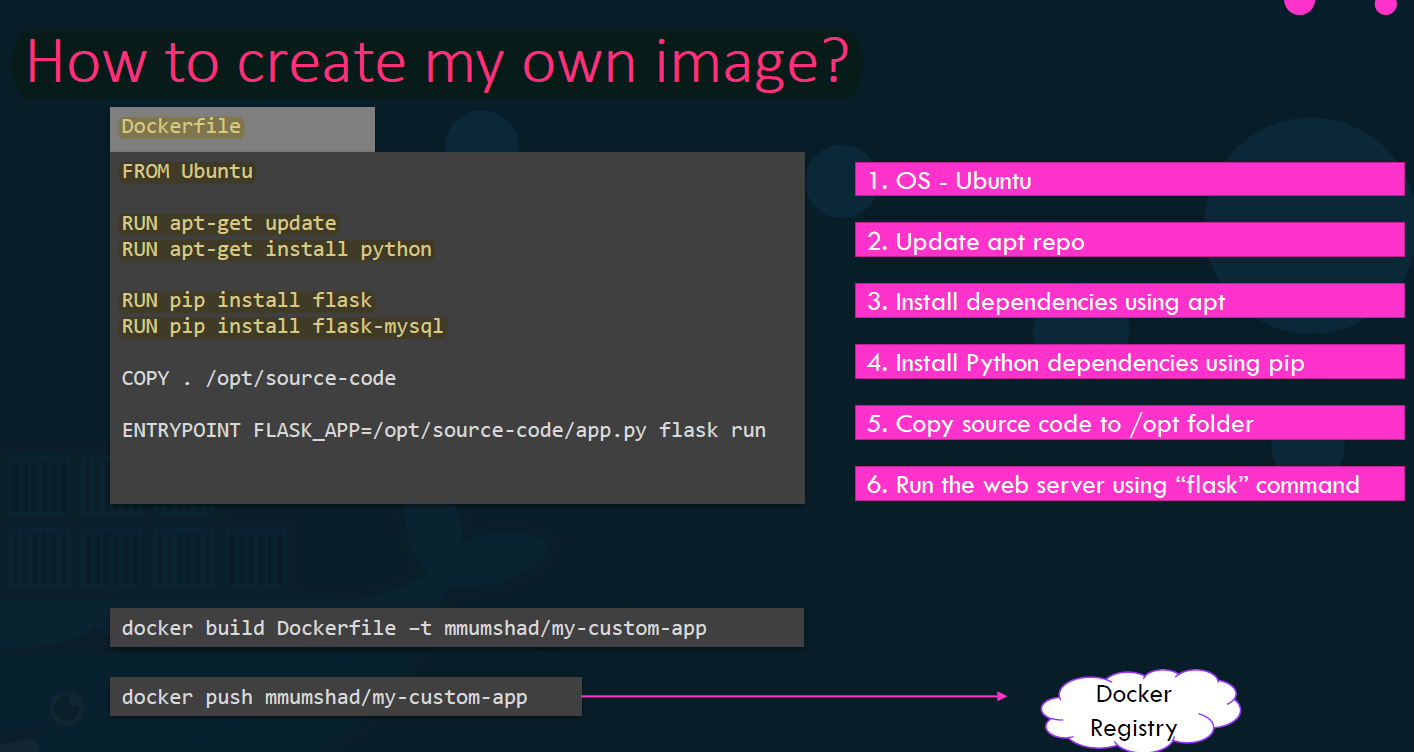 How to create my own image?
Dockerfile
FROM Ubuntu
RUN apt-get update
RUN apt-get install python
RUN pip install flask
RUN pip install flask-mysql
COPY . /opt/source-code
ENTRYPOINT FLASK_APP=/opt/source-code/app.py flask run
1. OS - Ubuntu
2. Update apt repo
3. Install dependencies using apt
4. Install Python dependencies using pip
5. Copy source code to /opt folder
6. Run the web server using “flask” command
docker build Dockerfile –t mmumshad/my-custom-app
docker push mmumshad/my-custom-app
Docker
Registry